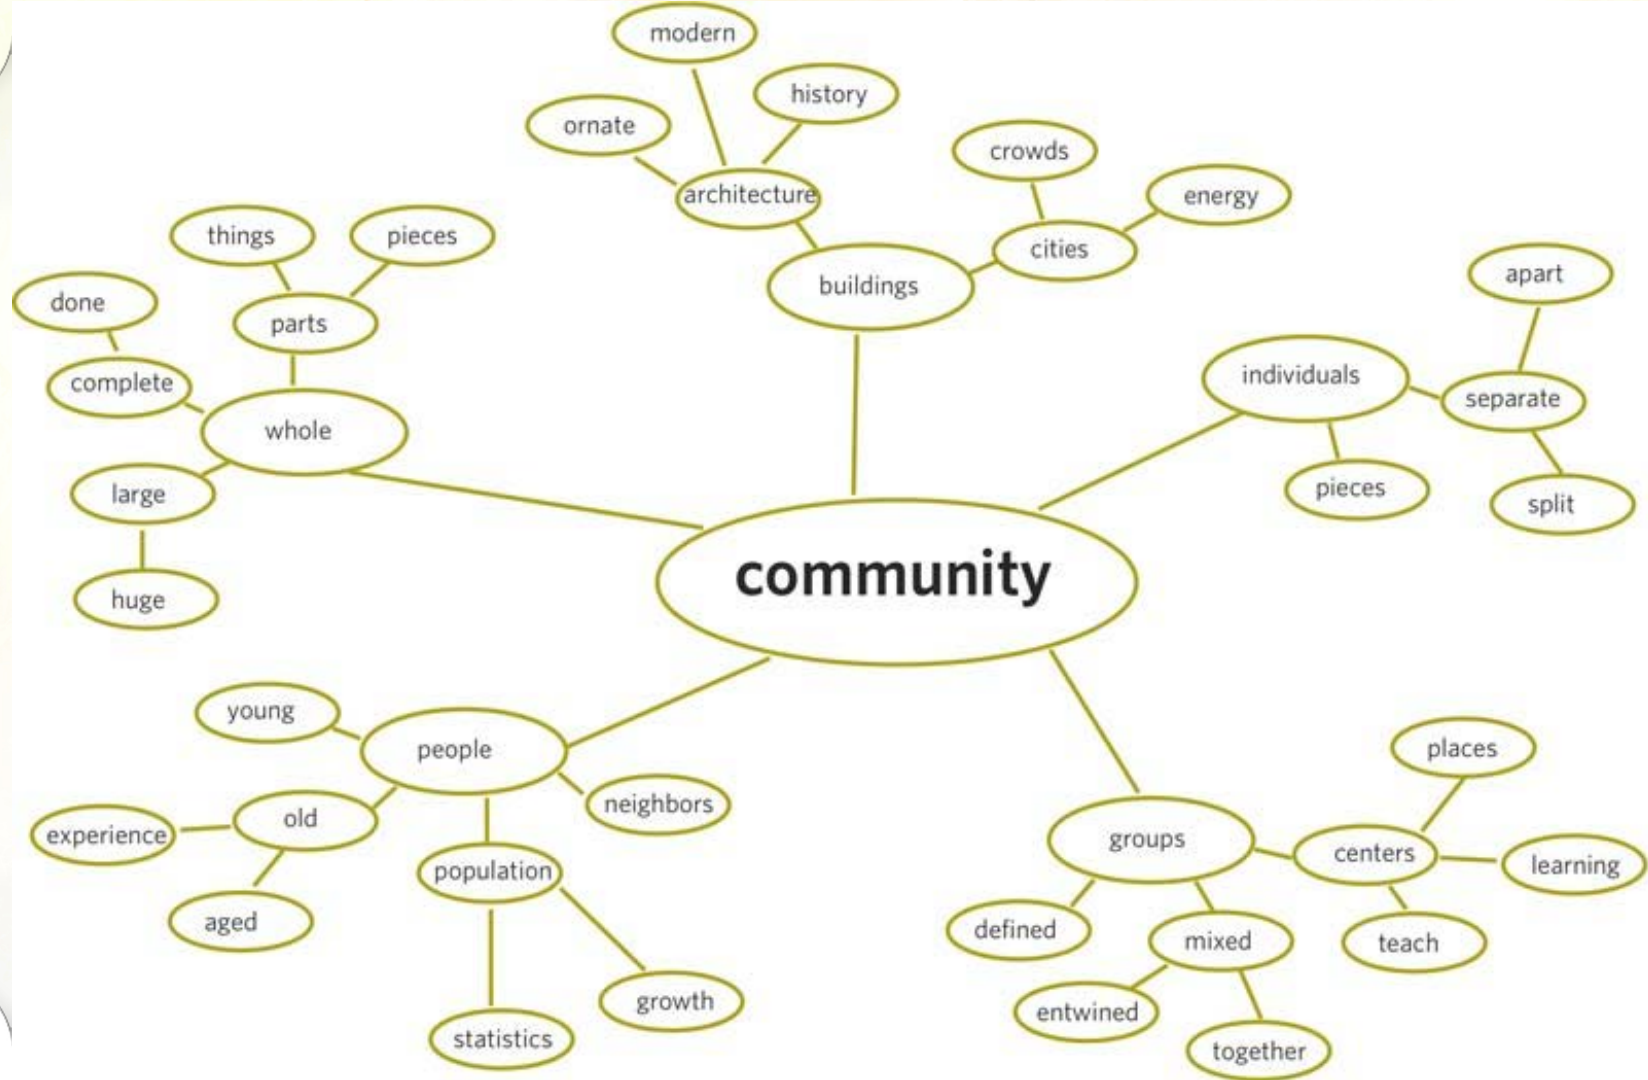 modern
history
ornate
crowds
architecture
energy
things
pieces
cities
apart
buildings
done
parts
individuals
complete
separate
whole
pieces
large
split
community
huge
young
people
places
neighbors
experience
old
groups
centers
learning
population
aged
defined
mixed
teach
growth
entwined
statistics
together